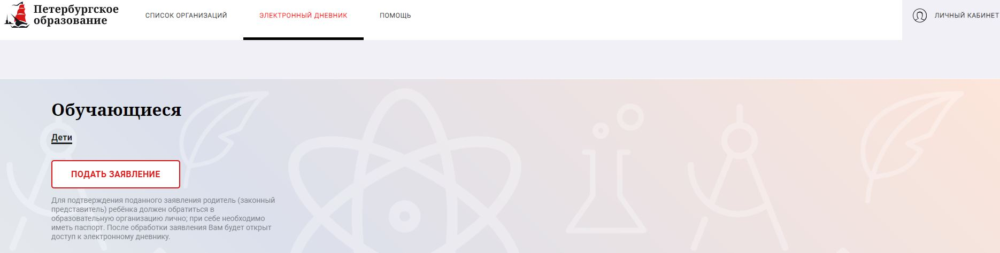 Петербургское
образование
СПИСОК ОРГАНИЗАЦИЙ
ЭЛЕКТРОННЫЙ ДНЕВНИК
ПОМОЩЬ
ЛИЧНЫЙ КАБИНЕТ
Обучающиеся
Дети
ПОДАТЬ ЗАЯВЛЕНИЕ
Для подтверждения поданного заявления родитель (законный
представитель) ребёнка должен обратиться в
образовательную организацию лично; при себе необходимо
иметь паспорт. После обработки заявления Вам будет открыт
доступ к электронному дневнику.